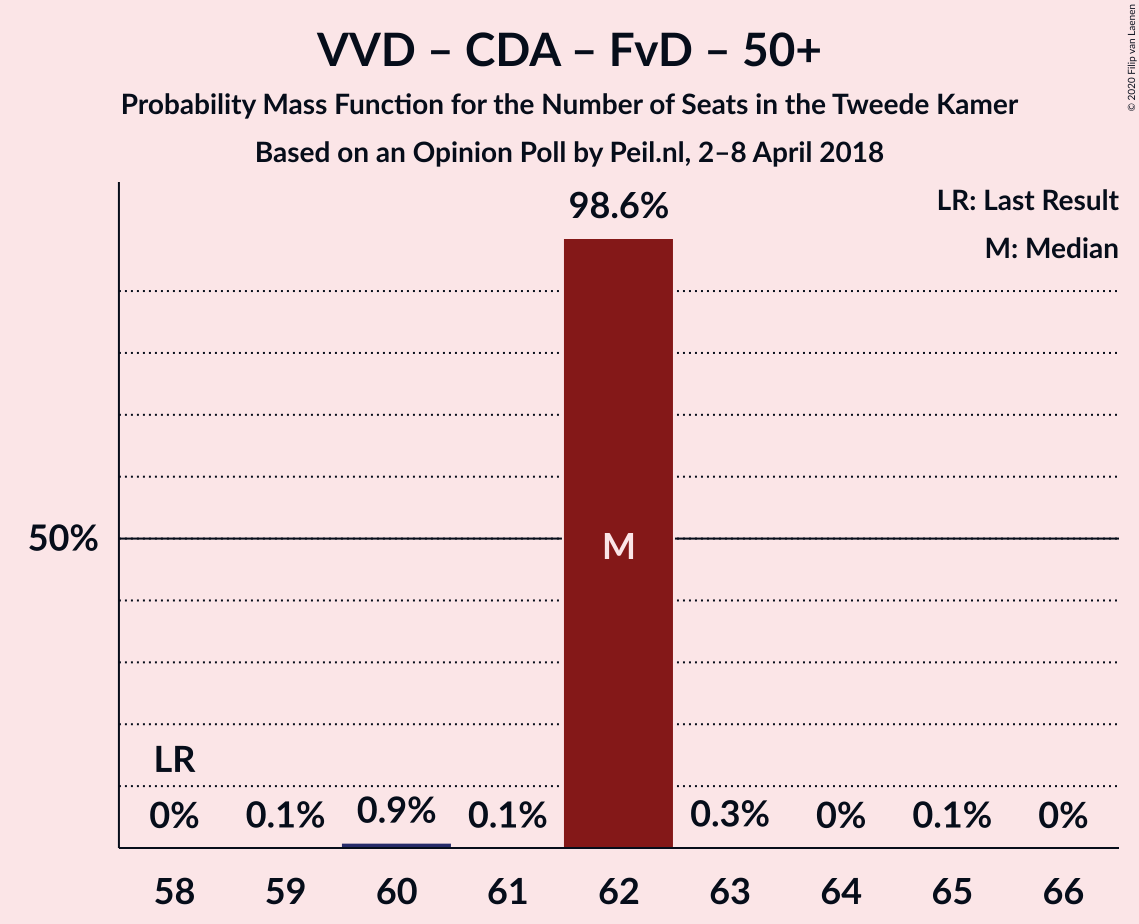 VVD – CDA – FvD – 50+
Probability Mass Function for the Number of Seats in the Tweede Kamer
Based on an Opinion Poll by Peil.nl, 2–8 April 2018
© 2020 Filip van Laenen
LR: Last Result
M: Median
98.6%
50%
M
LR
0% 0.1% 0.9% 0.1% 0.3% 0% 0.1% 0%
58 59 60 61 62 63 64 65 66